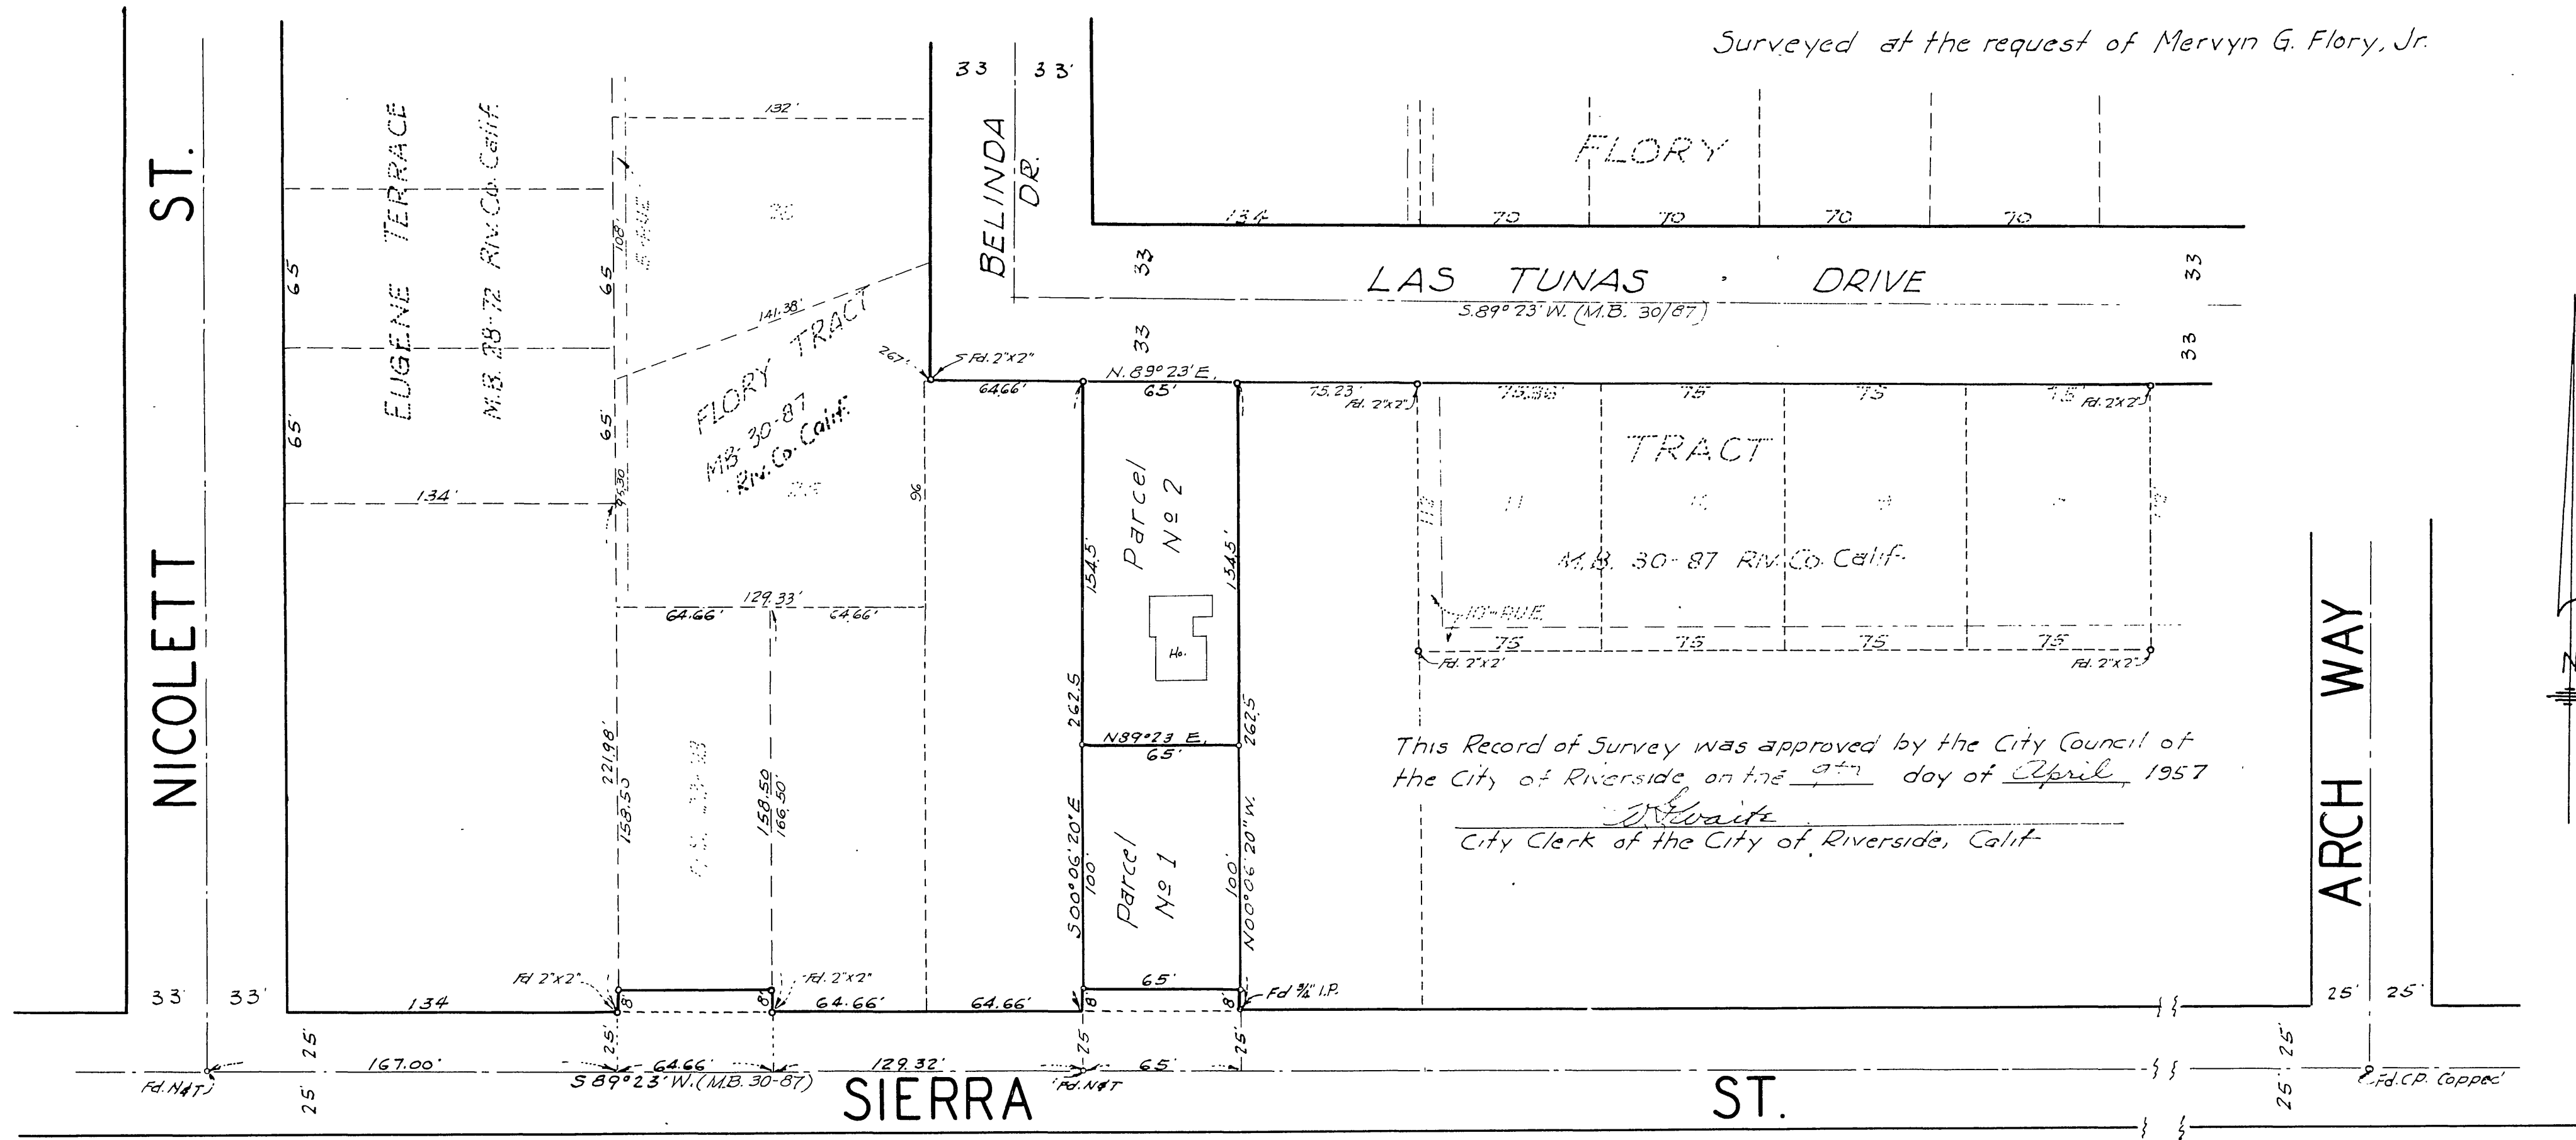 Surveyed at the request of Mervyn G. Flory, Jr.
NICOLETT ST.
33' 33'
EUGENE TERRACE
M.B. 28-72 Riv. Co. Calif.
65
65'
65
65'
134'
108'
132'
141.38'
FLORY TRACT
M.B. 30-87
Riv. Co. Calif.
267'
96
95.30
129.33'
64.66' 64.66'
221.98'
158.50
158.50
166.50'
BELINDA DR.
33 33'
FLORY
134 70 70 70 70
LAS TUNAS DRIVE
S.89°23'W. (M.B. 30/87)
33
33
33
33
Fd. 2"x2"
64.66'
N.89°23'E.
65'
75.23'
Fd. 2"x2"
75.36' 75 75 75
Fd. 2"x2"
TRACT
11
M.B. 30-87 Riv. Co. Calif.
10' P.U.E.
75 75 75 75
Fd. 2"x2"
Fd. 2"x2"
Parcel
No 2
154.5'
154.5'
Ho.
262.5
262.5
N89°23 E.
65'
Parcel
No 1
S00°06'20"E
100'
100'
N00°06'20"W.
65'
8'
8'
Fd ¾" I.P.
This Record of Survey was approved by the City Council of
the City of Riverside, on the 9th day of April, 1957
City Clerk of the City of Riverside, Calif
ARCH WAY
25' 25'
N
Fd 2"x2"
Fd. 2"x2"
134
8'
8'
64.66' 64.66'
25'
25'
25'
25'
25'
25'
25'
167.00' 64.66' 129.32' 65'
S 89°23'W. (M.B. 30-87)
Fd. N&T
Fd. N&T
Fd. C.P. Copped
SIERRA ST.